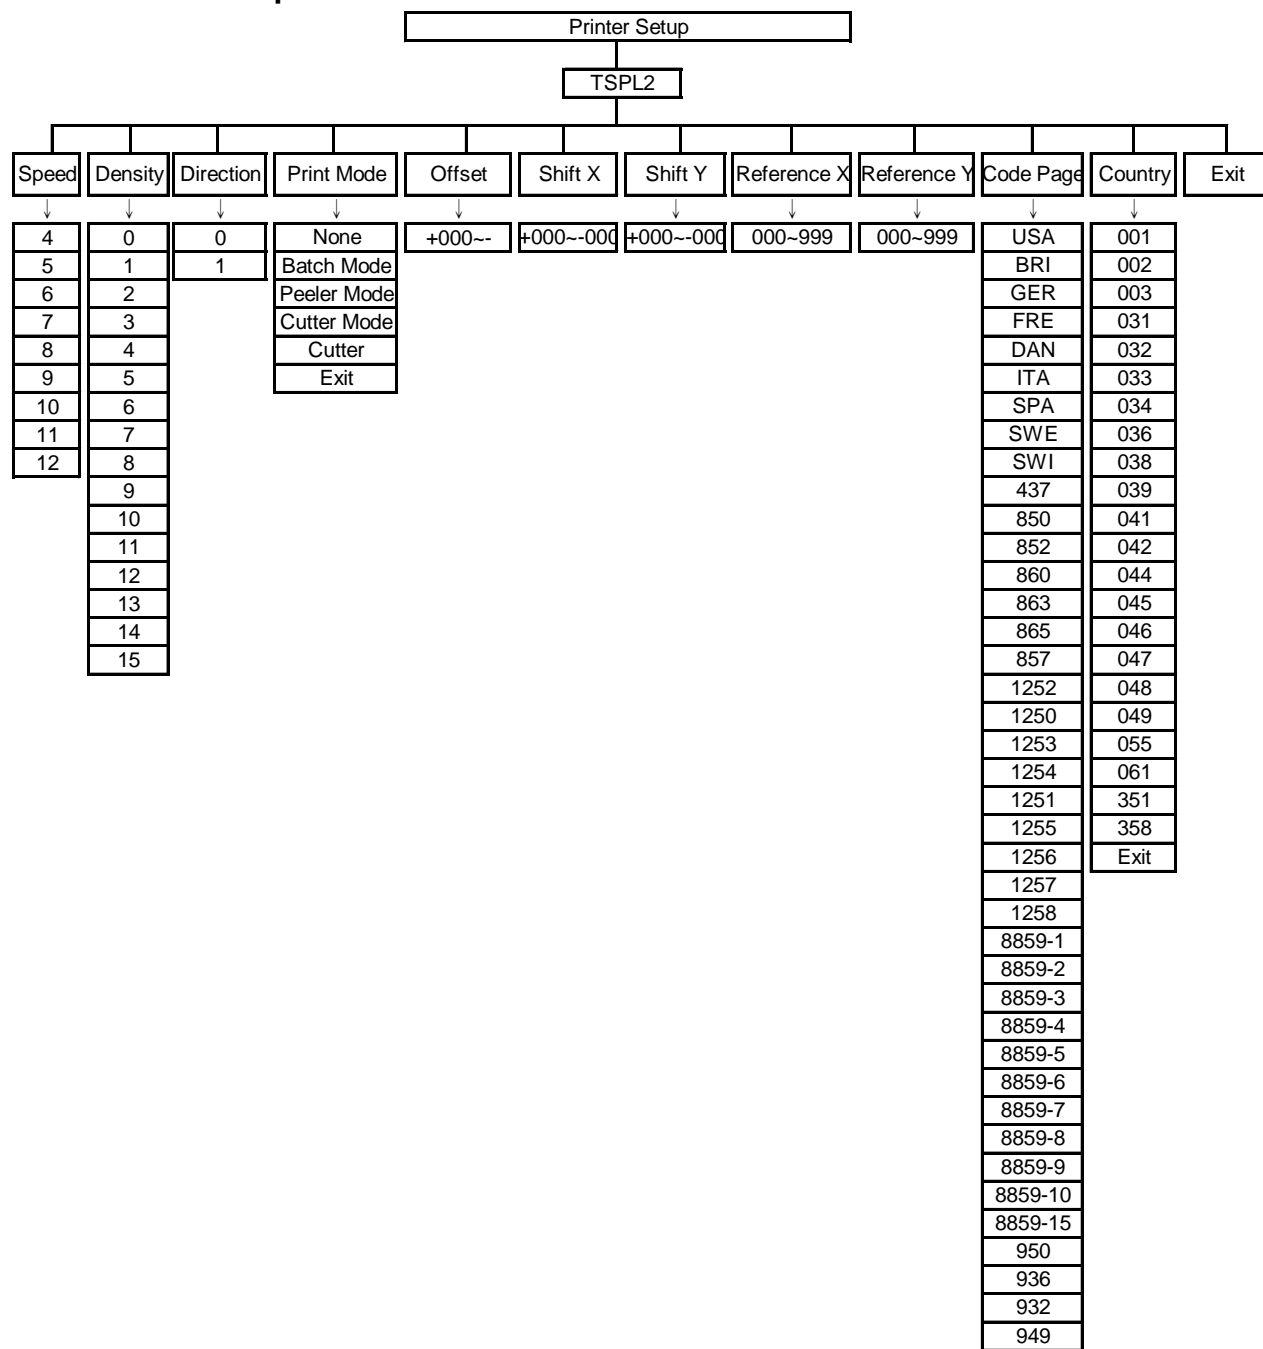 Printer Setup
TSPL2
Speed Density Direction Print Mode Offset Shift X Shift Y Reference X Reference Y Code Page Country Exit
4 0 0 None +000~- +000~-000 +000~-000 000~999 000~999 USA 001
5 1 1 Batch Mode BRI 002
6 2 Peeler Mode GER 003
7 3 Cutter Mode FRE 031
8 4 Cutter DAN 032
9 5 Exit ITA 033
10 6 SPA 034
11 7 SWE 036
12 8 SWI 038
9 437 039
10 850 041
11 852 042
12 860 044
13 863 045
14 865 046
15 857 047
1252 048
1250 049
1253 055
1254 061
1251 351
1255 358
1256 Exit
1257
1258
8859-1
8859-2
8859-3
8859-4
8859-5
8859-6
8859-7
8859-8
8859-9
8859-10
8859-15
950
936
932
949